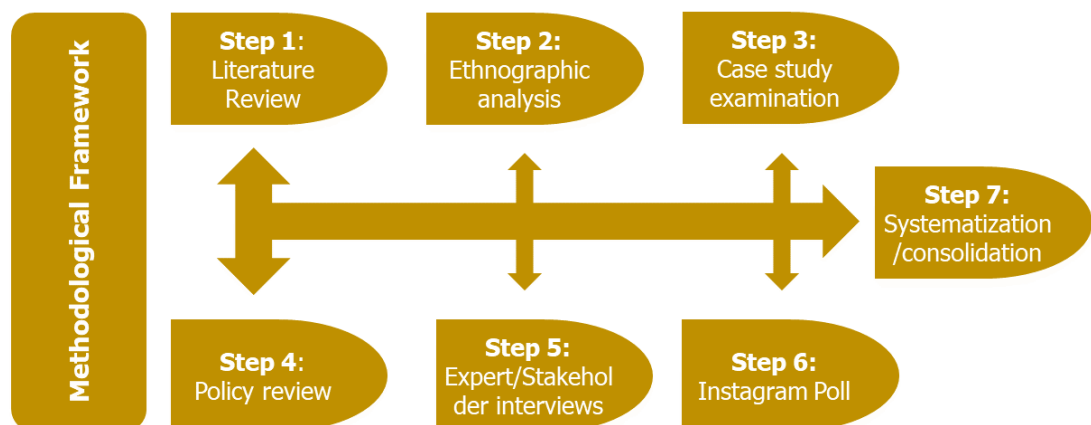 Methodological Framework
Step 1:
Literature
Review
Step 2:
Ethnographic
analysis
Step 3:
Case study
examination
Step 7:
Systematization
/consolidation
Step 4:
Policy review
Step 5:
Expert/Stakehol
der interviews
Step 6:
Instagram Poll